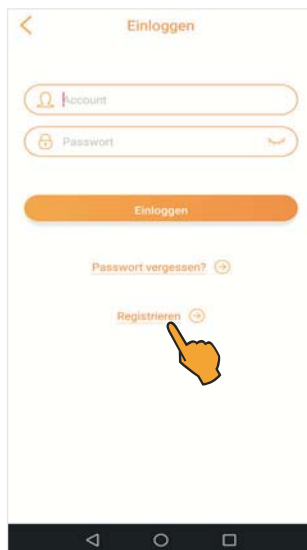 Einloggen
Account
Passwort
Einloggen
Passwort vergessen?
Registrieren